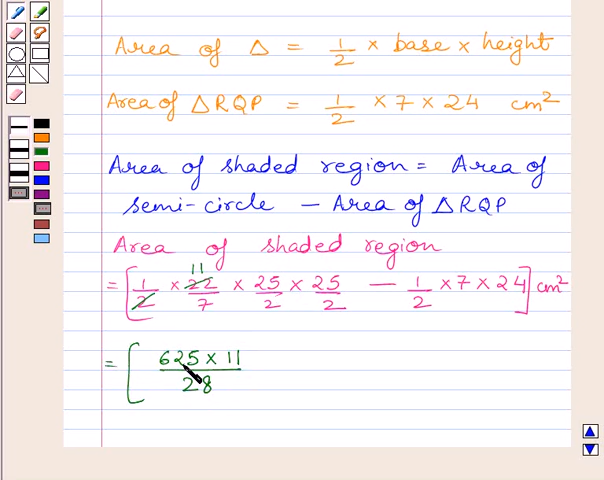 Area of Δ = 1/2 × base × height
Area of ΔRQP = 1/2 × 7 × 24 cm²
Area of shaded region = Area of
semi-circle – Area of ΔRQP
Area of shaded region
= [1/2 × 22/7 × 25/2 × 25/2 — 1/2 × 7 × 24] cm²
11
= [ 625 × 11 / 28